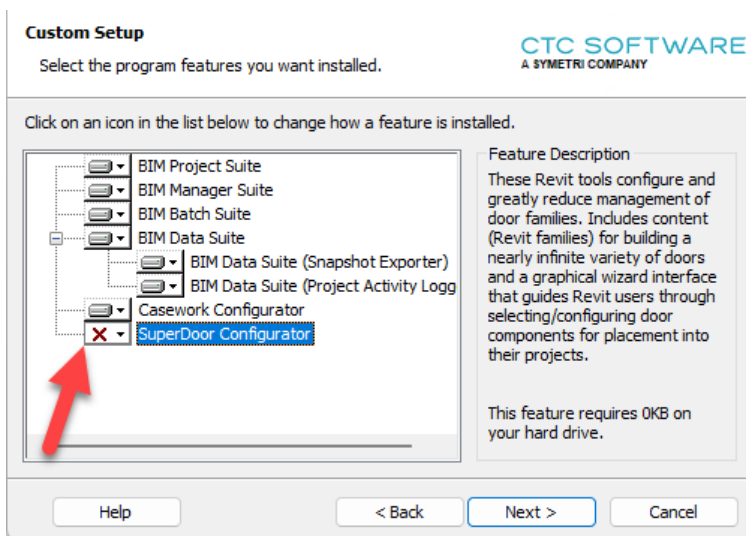 Custom Setup
Select the program features you want installed.
CTC SOFTWARE
A SYMETRI COMPANY
Click on an icon in the list below to change how a feature is installed.
BIM Project Suite
BIM Manager Suite
BIM Batch Suite
BIM Data Suite
BIM Data Suite (Snapshot Exporter)
BIM Data Suite (Project Activity Logg
Casework Configurator
SuperDoor Configurator
Feature Description
These Revit tools configure and
greatly reduce management of
door families. Includes content
(Revit families) for building a
nearly infinite variety of doors
and a graphical wizard interface
that guides Revit users through
selecting/configuring door
components for placement into
their projects.
This feature requires 0KB on
your hard drive.
Help
< Back
Next >
Cancel